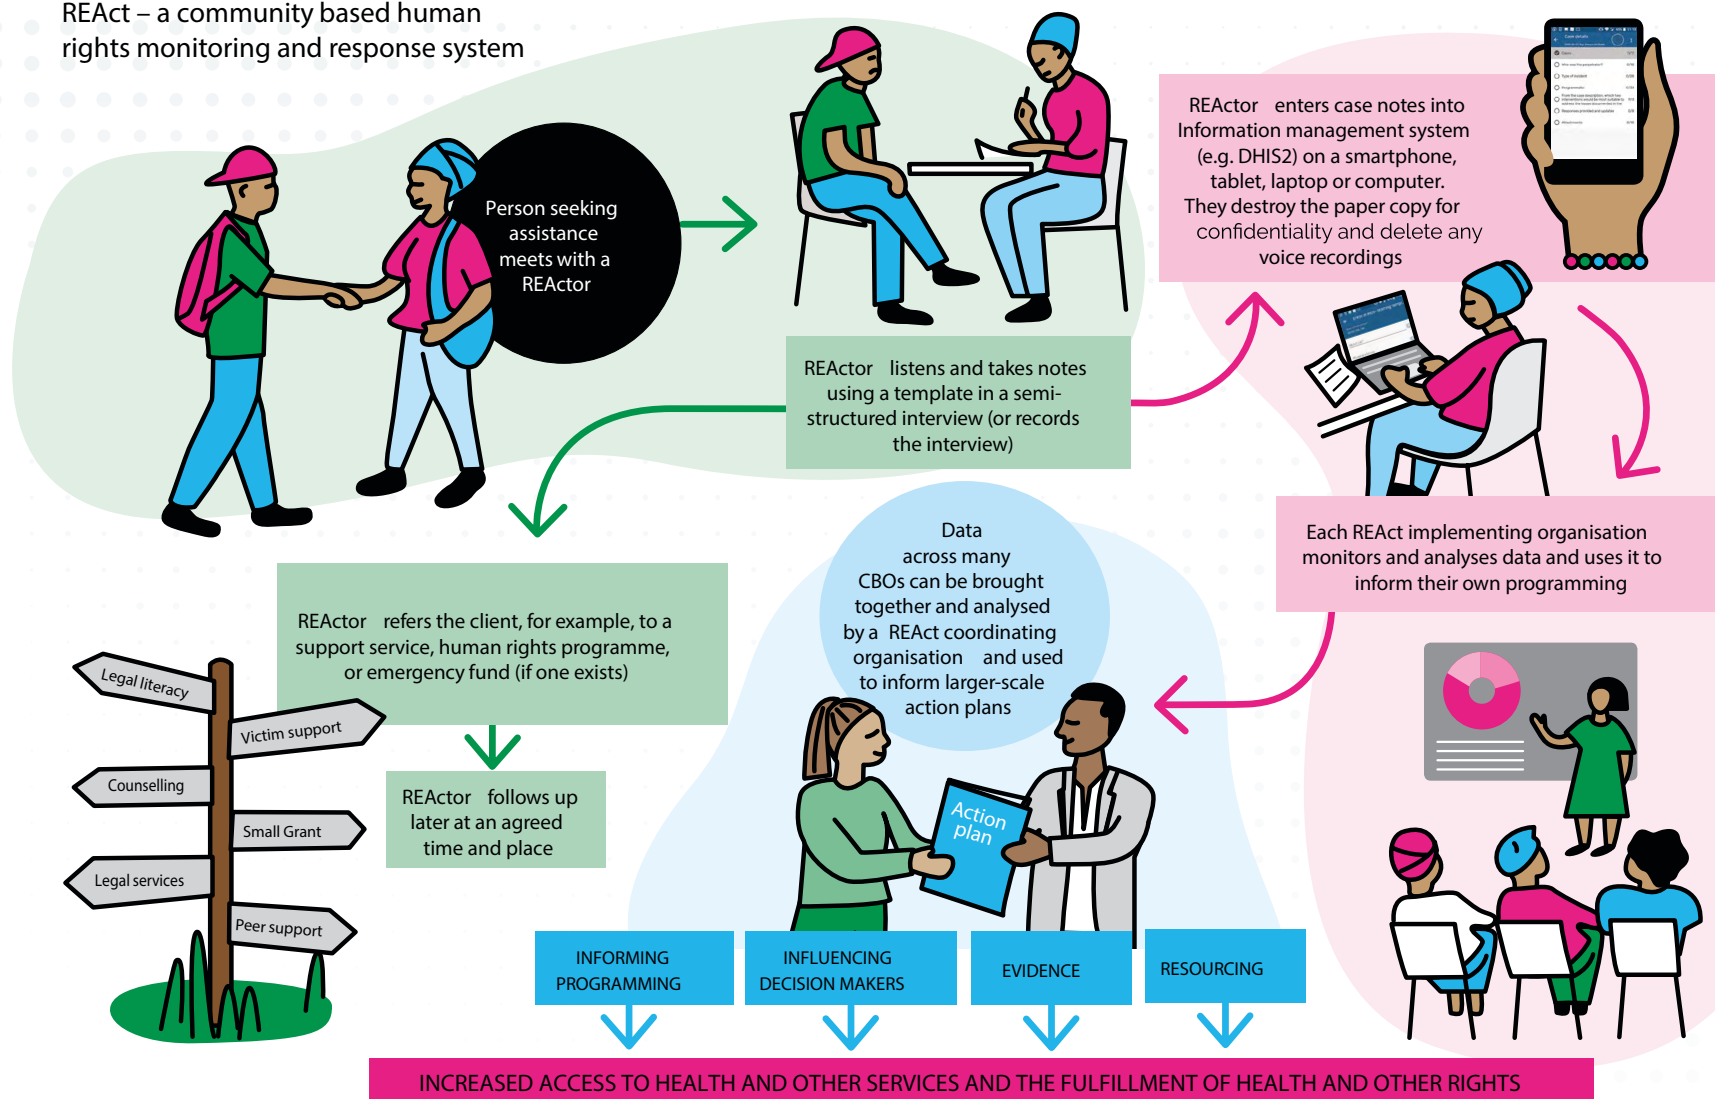 REAct – a community based human
rights monitoring and response system
Person seeking
assistance
meets with a
REActor
REActor listens and takes notes
using a template in a semi-
structured interview (or records
the interview)
REActor enters case notes into
Information management system
(e.g. DHIS2) on a smartphone,
tablet, laptop or computer.
They destroy the paper copy for
confidentiality and delete any
voice recordings
Each REAct implementing organisation
monitors and analyses data and uses it to
inform their own programming
Data
across many
CBOs can be brought
together and analysed
by a REAct coordinating
organisation and used
to inform larger-scale
action plans
Action
plan
REActor refers the client, for example, to a
support service, human rights programme,
or emergency fund (if one exists)
REActor follows up
later at an agreed
time and place
Legal literacy
Victim support
Counselling
Small Grant
Legal services
Peer support
INFORMING
PROGRAMMING
INFLUENCING
DECISION MAKERS
EVIDENCE
RESOURCING
INCREASED ACCESS TO HEALTH AND OTHER SERVICES AND THE FULFILLMENT OF HEALTH AND OTHER RIGHTS